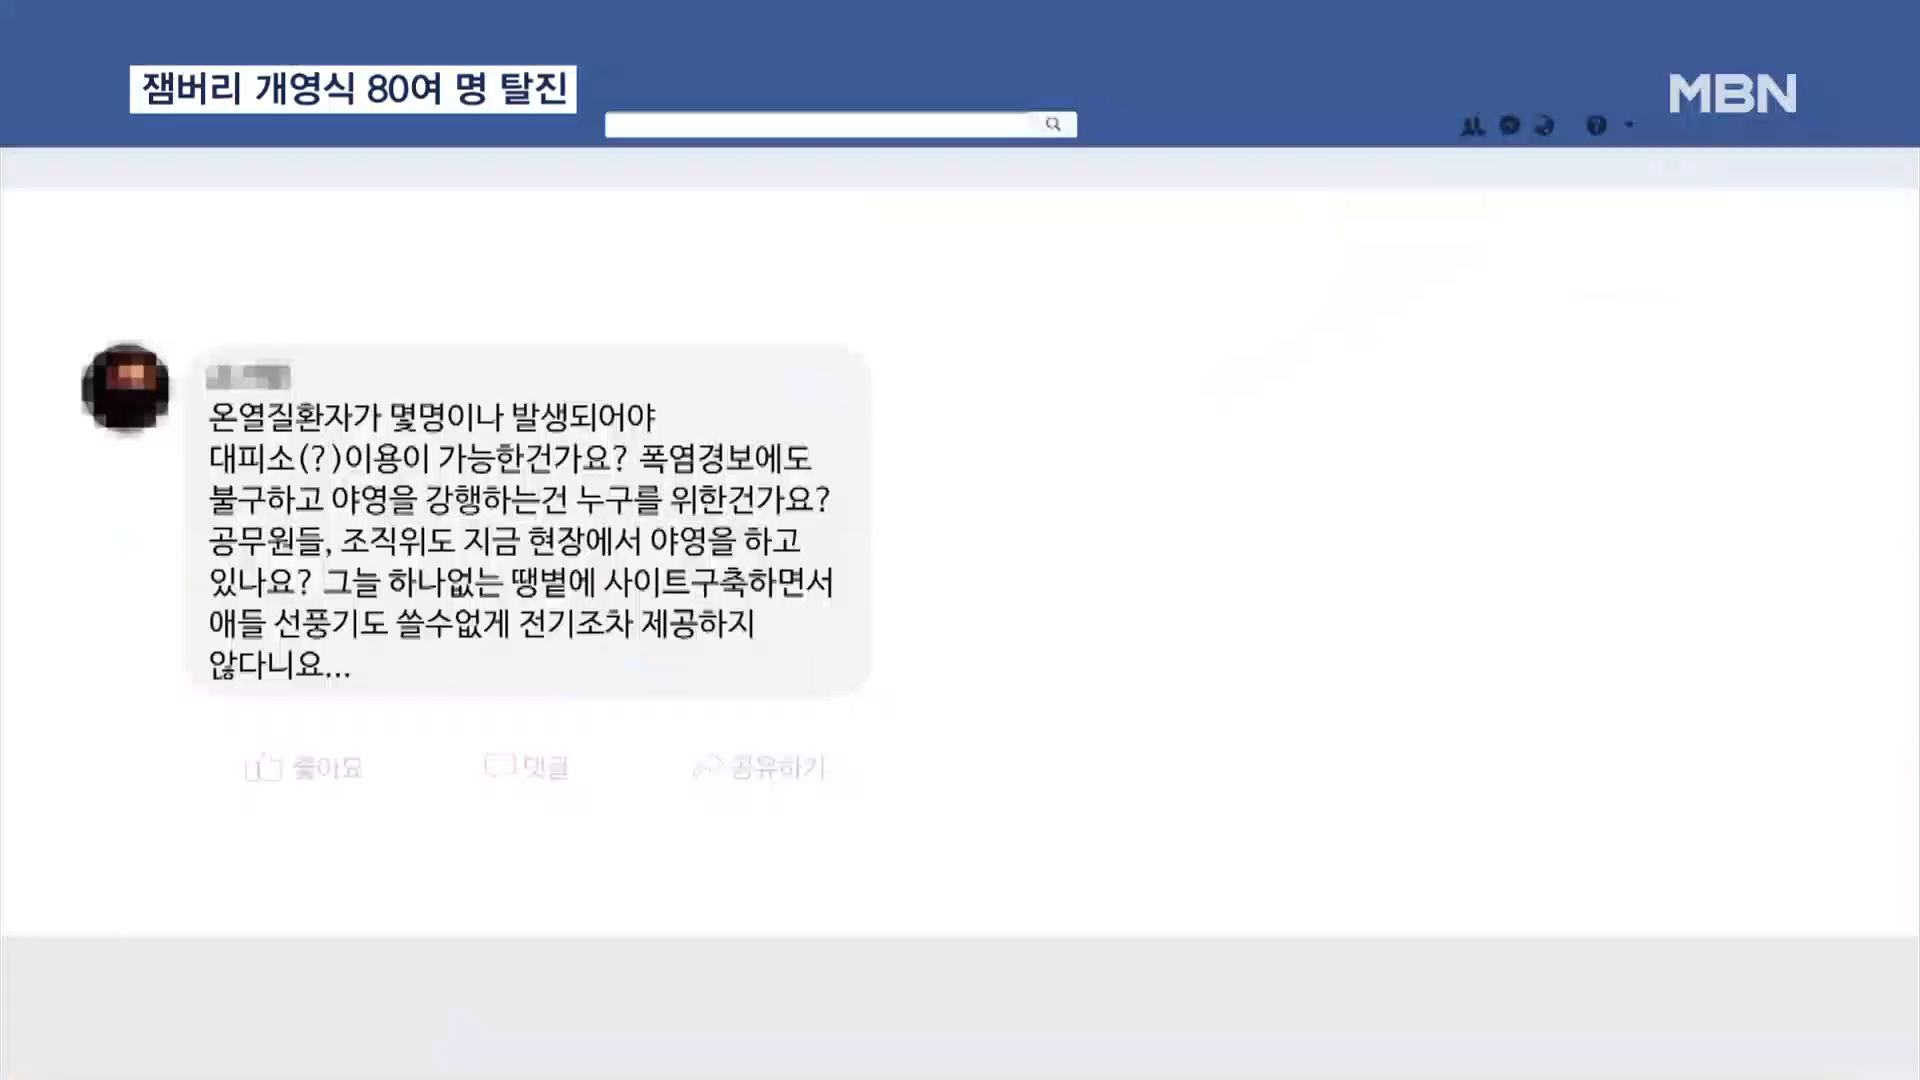 잼버리 개영식 80여 명 탈진
MBN
온열질환자가 몇명이나 발생되어야
대피소(?)이용이 가능한건가요? 폭염경보에도
불구하고 야영을 강행하는건 누구를 위한건가요?
공무원들, 조직위도 지금 현장에서 야영을 하고
있나요? 그늘 하나없는 땡볕에 사이트구축하면서
애들 선풍기도 쓸수없게 전기조차 제공하지
않다니요...
좋아요 댓글 공유하기